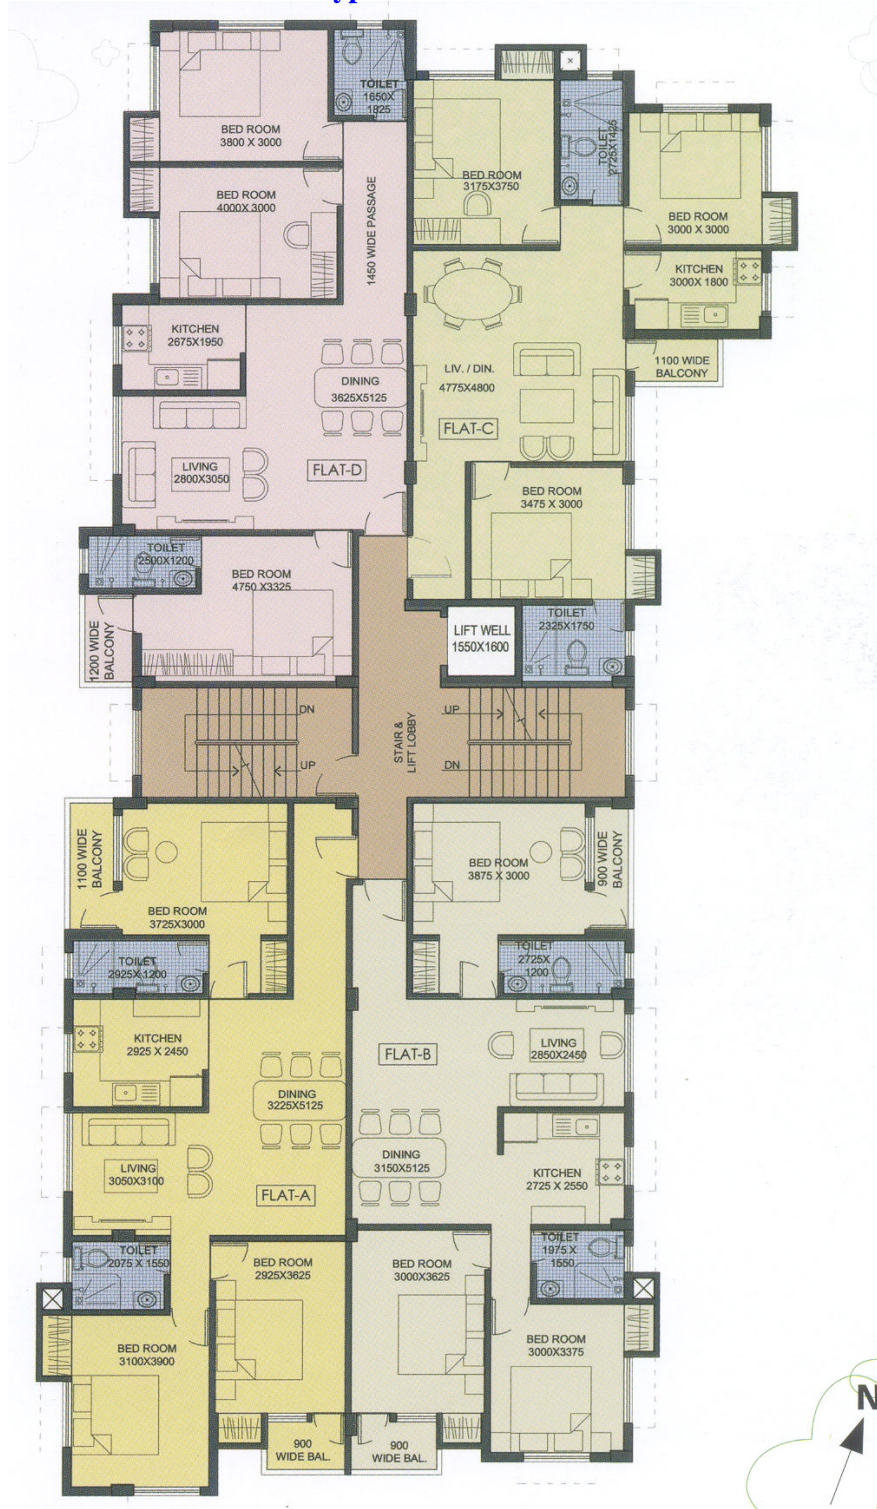 TOILET
1650X
1825
BED ROOM
3800 X 3000
BED ROOM
4000X 3000
1450 WIDE PASSAGE
KITCHEN
2675X1950
DINING
3625X5125
LIVING
2800X3050
FLAT-D
TOILET
2500X1200
BED ROOM
4750 X3325
1200 WIDE
BALCONY
BED ROOM
3175X3750
TOILET
2725X1425
BED ROOM
3000 X 3000
KITCHEN
3000X 1800
1100 WIDE
BALCONY
LIV. / DIN.
4775X4800
FLAT-C
BED ROOM
3475 X 3000
TOILET
2325X1750
LIFT WELL
1550X1600
DN
UP
STAIR &
LIFT LOBBY
UP
DN
1100 WIDE
BALCONY
BED ROOM
3725X3000
TOILET
2925X 1200
KITCHEN
2925 X 2450
DINING
3225X5125
LIVING
3050X3100
FLAT-A
TOILET
2075 X 1550
BED ROOM
2925X3625
BED ROOM
3100X3900
900
WIDE BAL.
BED ROOM
3875 X 3000
900 WIDE
BALCONY
TOILET
2725X
1200
LIVING
2850X2450
FLAT-B
DINING
3150X5125
KITCHEN
2725 X 2550
TOILET
1975 X
1550
BED ROOM
3000X3625
BED ROOM
3000X3375
900
WIDE BAL.
N